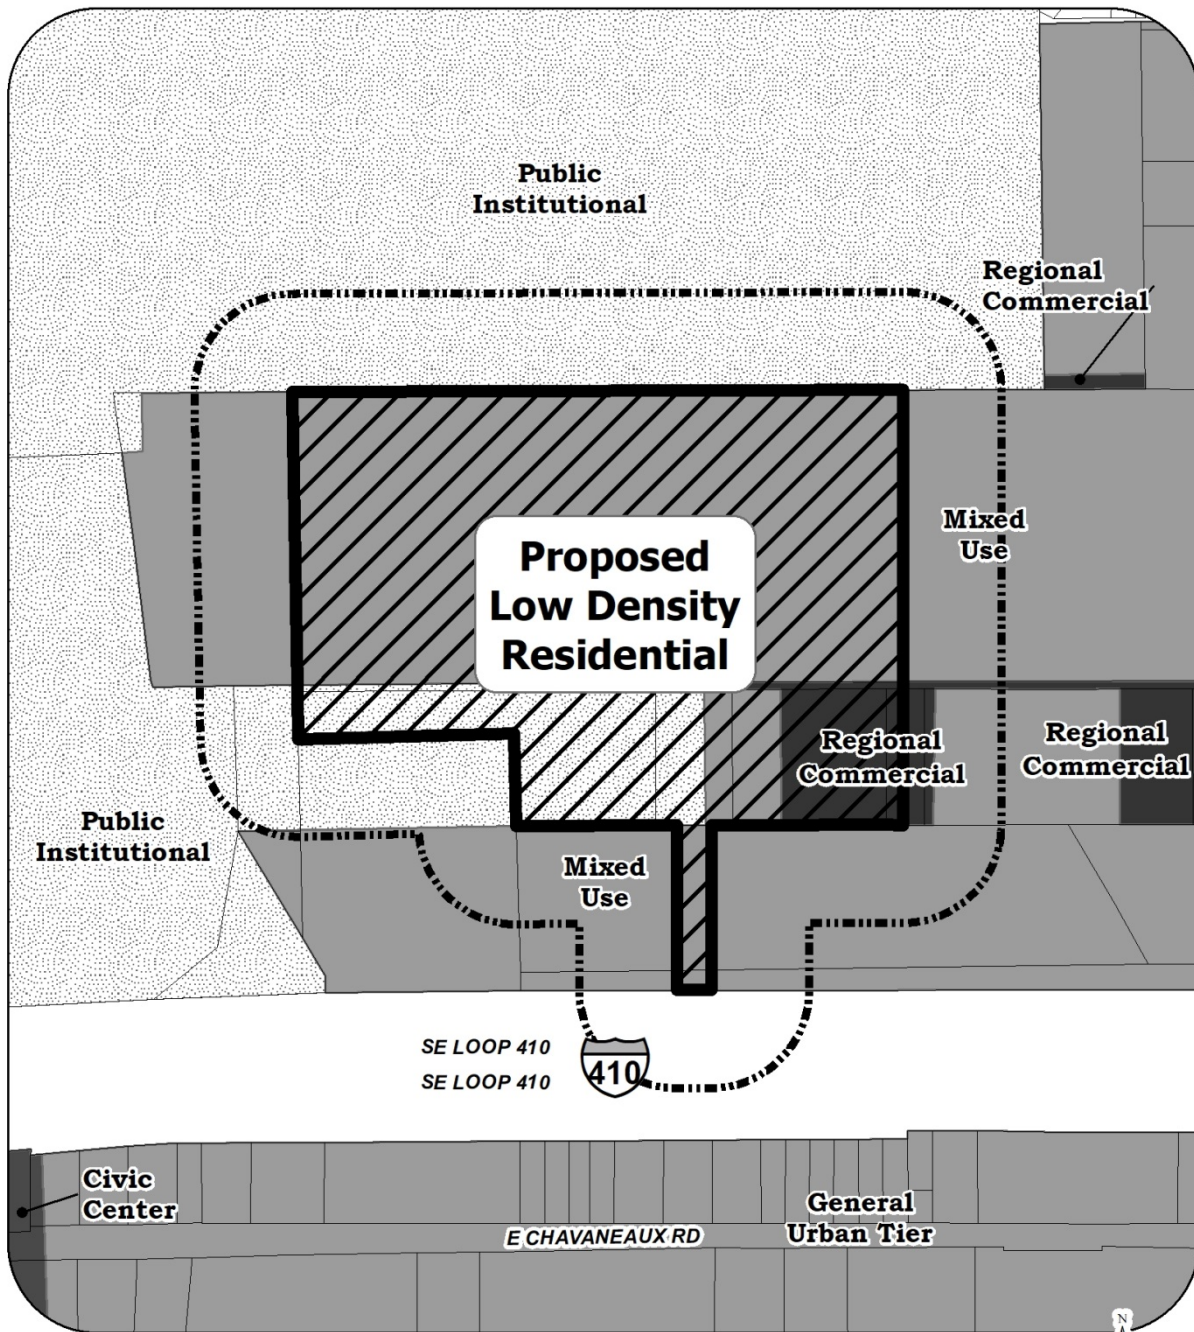 Public
Institutional
Regional
Commercial
Mixed
Use
Proposed
Low Density
Residential
Regional
Commercial
Regional
Commercial
Public
Institutional
Mixed
Use
SE LOOP 410
SE LOOP 410
410
Civic
Center
General
Urban Tier
E CHAVANEAUX RD
N